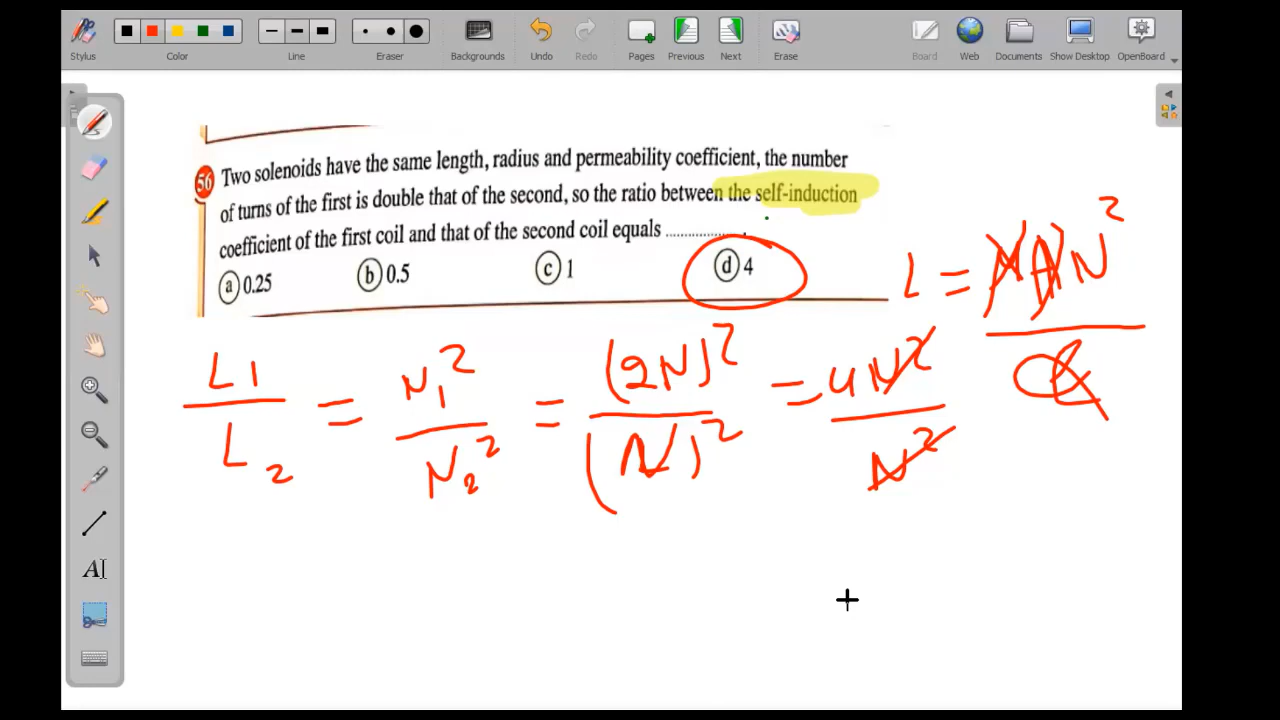 Stylus
Color
Line
Eraser
Backgrounds
Undo
Redo
Pages
Previous
Next
Erase
Board
Web
Documents
Show Desktop
OpenBoard
56 Two solenoids have the same length, radius and permeability coefficient, the number
of turns of the first is double that of the second, so the ratio between the self-induction
coefficient of the first coil and that of the second coil equals .................. .
a 0.25 b 0.5 c 1 d 4
L = μAN²/ℓ
L1/L2 = N1²/N2² = (2N)²/(N)² = 4N²/N²
AI